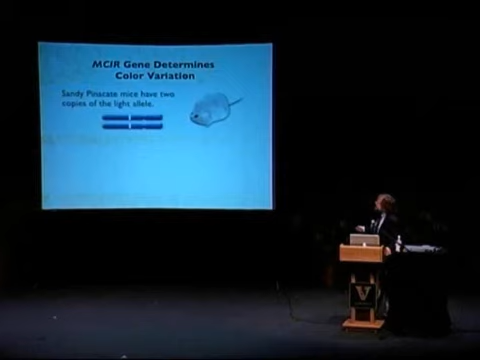 MC1R Gene Determines
Color Variation
Sandy Pinacate mice have two
copies of the light allele.
V